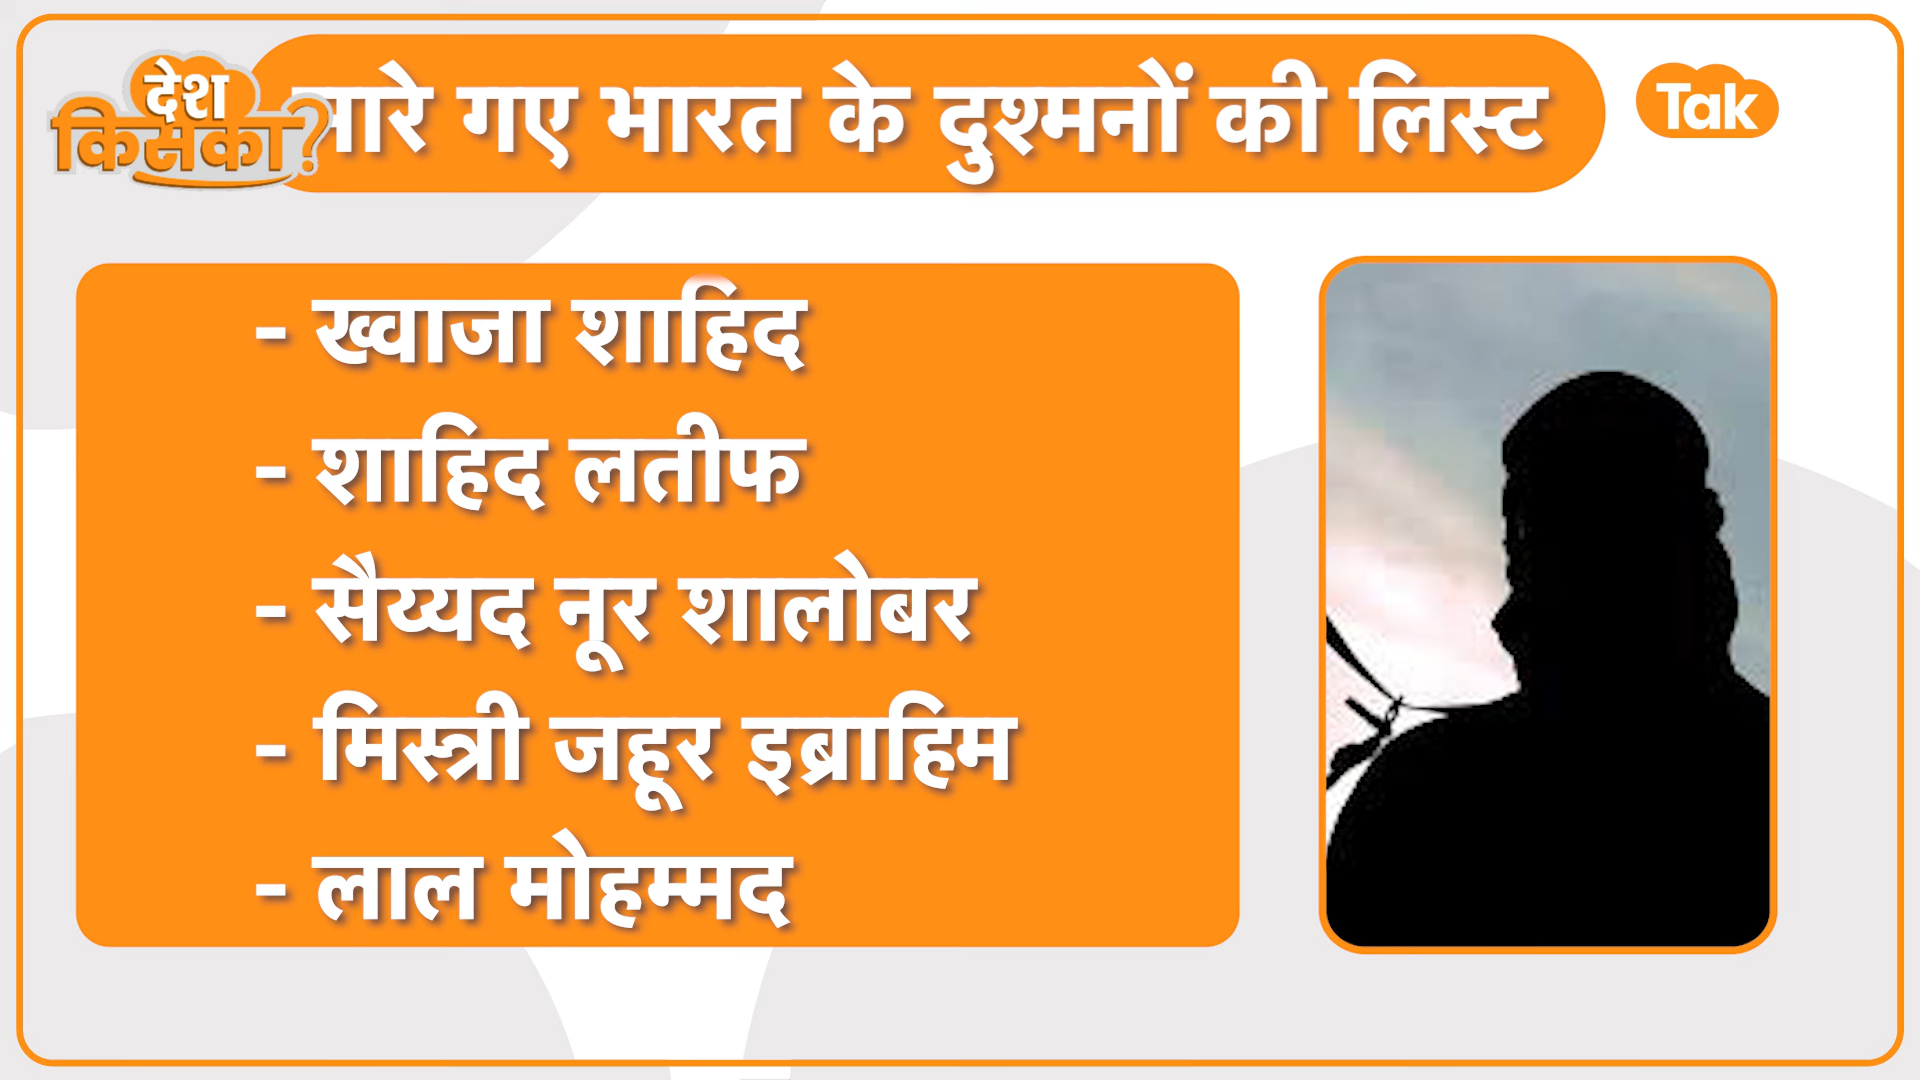 देश
किसका?
मारे गए भारत के दुश्मनों की लिस्ट
Tak
- ख्वाजा शाहिद
- शाहिद लतीफ
- सैय्यद नूर शालोबर
- मिस्त्री जहूर इब्राहिम
- लाल मोहम्मद